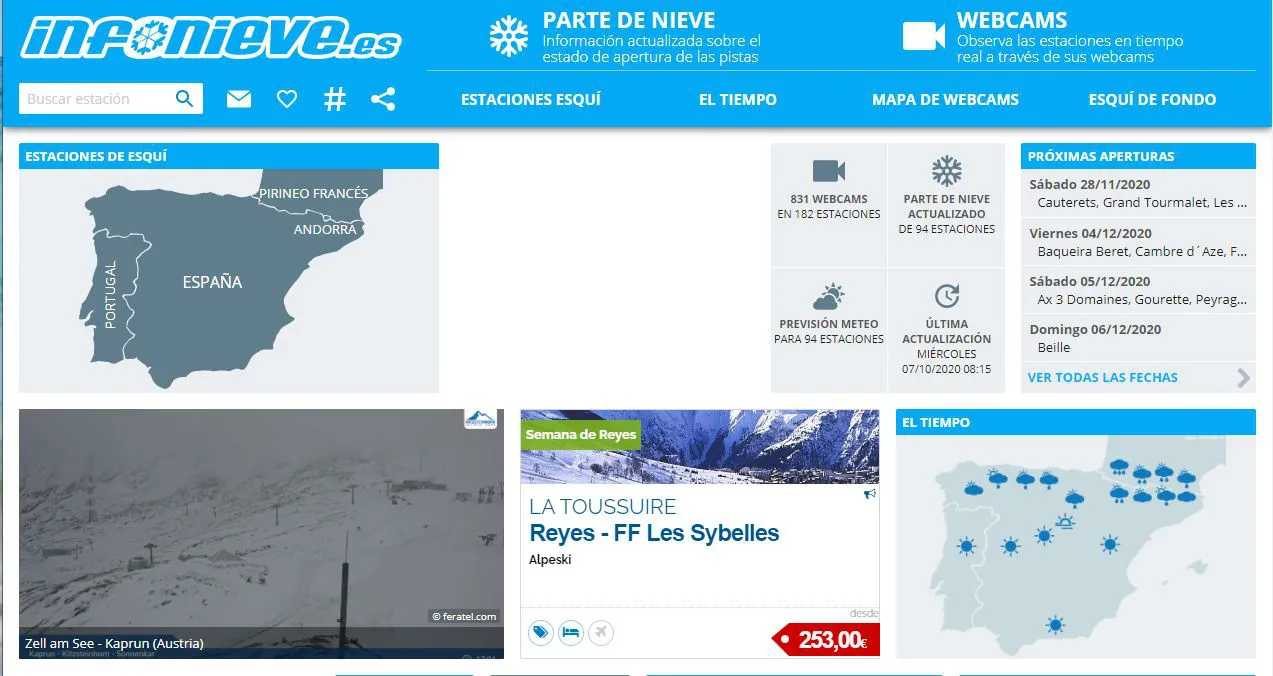 infonieve.es
PARTE DE NIEVE
Información actualizada sobre el
estado de apertura de las pistas
WEBCAMS
Observa las estaciones en tiempo
real a través de sus webcams
Buscar estación
ESTACIONES ESQUÍ
EL TIEMPO
MAPA DE WEBCAMS
ESQUÍ DE FONDO
ESTACIONES DE ESQUÍ
PIRINEO FRANCÉS
ANDORRA
ESPAÑA
PORTUGAL
831 WEBCAMS
EN 182 ESTACIONES
PARTE DE NIEVE
ACTUALIZADO
DE 94 ESTACIONES
PREVISIÓN METEO
PARA 94 ESTACIONES
ÚLTIMA
ACTUALIZACIÓN
MIÉRCOLES
07/10/2020 08:15
PRÓXIMAS APERTURAS
Sábado 28/11/2020
Cauterets, Grand Tourmalet, Les ...
Viernes 04/12/2020
Baqueira Beret, Cambre d´Aze, F...
Sábado 05/12/2020
Ax 3 Domaines, Gourette, Peyrag...
Domingo 06/12/2020
Beille
VER TODAS LAS FECHAS
© feratel.com
Zell am See - Kaprun (Austria)
Kaprun - Kitzsteinhorn - Sonnenkar
Semana de Reyes
LA TOUSSUIRE
Reyes - FF Les Sybelles
Alpeski
desde
253,00€
EL TIEMPO